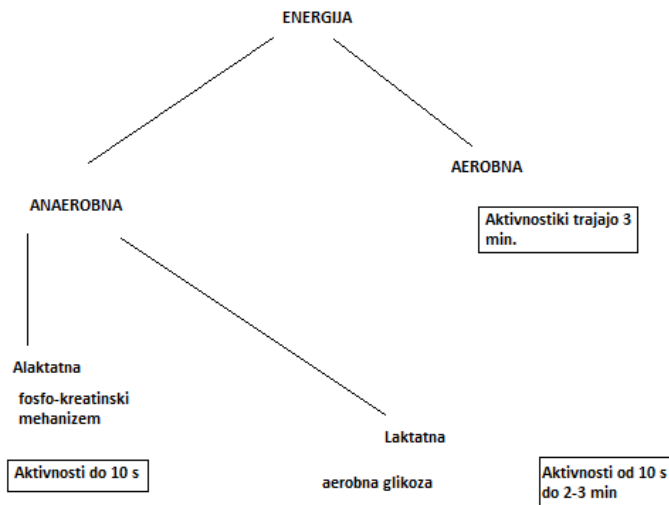 ENERGIJA
AEROBNA
ANAEROBNA
Aktivnostiki trajajo 3
min.
Alaktatna
fosfo-kreatinski
mehanizem
Aktivnosti do 10 s
Laktatna
aerobna glikoza
Aktivnosti od 10 s
do 2-3 min